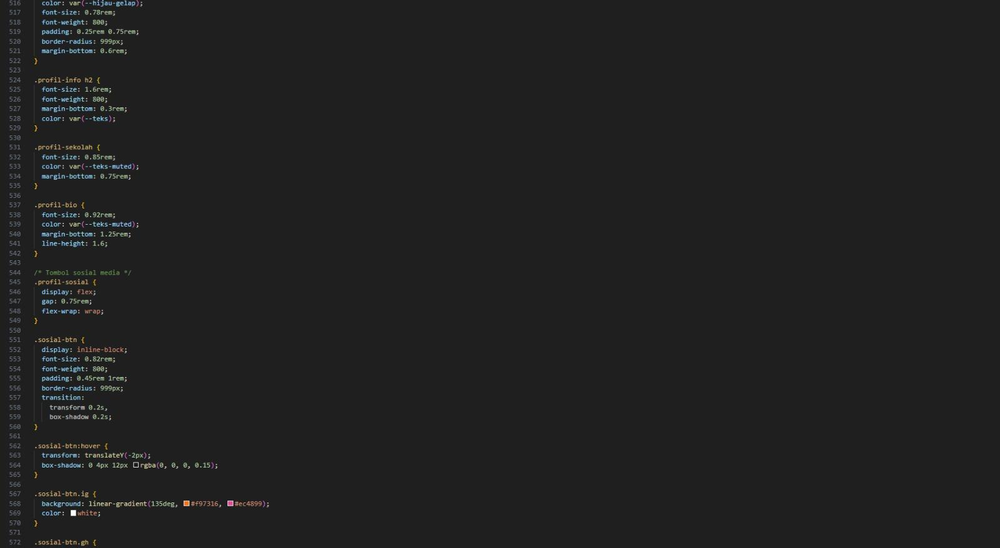 516 color: var(--hijau-gelap);
517 font-size: 0.78rem;
518 font-weight: 800;
519 padding: 0.25rem 0.75rem;
520 border-radius: 999px;
521 margin-bottom: 0.6rem;
522 }
523
524 .profil-info h2 {
525 font-size: 1.6rem;
526 font-weight: 800;
527 margin-bottom: 0.3rem;
528 color: var(--teks);
529 }
530
531 .profil-sekolah {
532 font-size: 0.85rem;
533 color: var(--teks-muted);
534 margin-bottom: 0.75rem;
535 }
536
537 .profil-bio {
538 font-size: 0.92rem;
539 color: var(--teks-muted);
540 margin-bottom: 1.25rem;
541 line-height: 1.6;
542 }
543
544 /* Tombol sosial media */
545 .profil-sosial {
546 display: flex;
547 gap: 0.75rem;
548 flex-wrap: wrap;
549 }
550
551 .sosial-btn {
552 display: inline-block;
553 font-size: 0.82rem;
554 font-weight: 800;
555 padding: 0.45rem 1rem;
556 border-radius: 999px;
557 transition:
558 transform 0.2s,
559 box-shadow 0.2s;
560 }
561
562 .sosial-btn:hover {
563 transform: translateY(-2px);
564 box-shadow: 0 4px 12px rgba(0, 0, 0, 0.15);
565 }
566
567 .sosial-btn.ig {
568 background: linear-gradient(135deg, #f97316, #ec4899);
569 color: white;
570 }
571
572 .sosial-btn.gh {